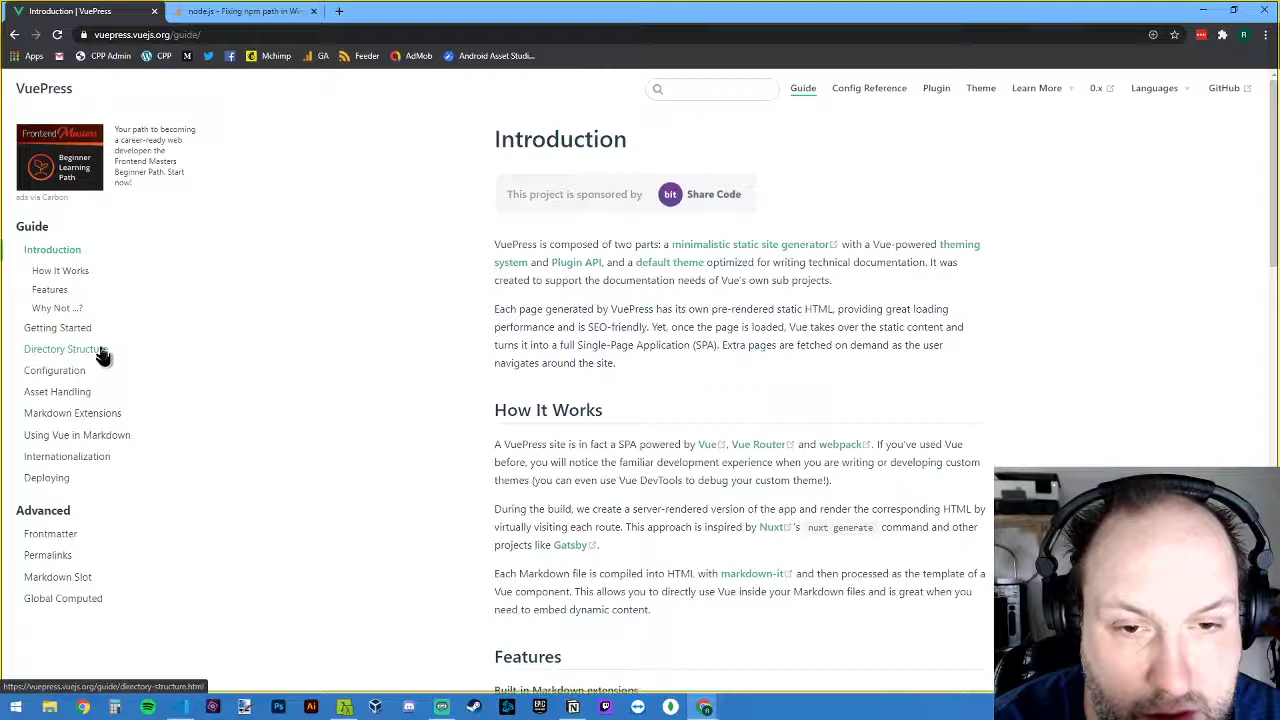 Introduction | VuePress
node.js - Fixing npm path in Win
vuepress.vuejs.org/guide/
R
Apps
CPP Admin
CPP
Mchimp
GA
Feeder
AdMob
Android Asset Studi...
VuePress
Guide
Config Reference
Plugin
Theme
Learn More
0.x
Languages
GitHub
Frontend Masters
Beginner
Learning
Path
Your path to becoming
a career-ready web
developer: the
Frontend Masters
Beginner Path. Start
now!
ads via Carbon
Guide
Introduction
How It Works
Features
Why Not ...?
Getting Started
Directory Structure
Configuration
Asset Handling
Markdown Extensions
Using Vue in Markdown
Internationalization
Deploying
Advanced
Frontmatter
Permalinks
Markdown Slot
Global Computed
Introduction
This project is sponsored by bit Share Code
VuePress is composed of two parts: a minimalistic static site generator with a Vue-powered theming
system and Plugin API, and a default theme optimized for writing technical documentation. It was
created to support the documentation needs of Vue's own sub projects.
Each page generated by VuePress has its own pre-rendered static HTML, providing great loading
performance and is SEO-friendly. Yet, once the page is loaded, Vue takes over the static content and
turns it into a full Single-Page Application (SPA). Extra pages are fetched on demand as the user
navigates around the site.
How It Works
A VuePress site is in fact a SPA powered by Vue, Vue Router and webpack. If you've used Vue
before, you will notice the familiar development experience when you are writing or developing custom
themes (you can even use Vue DevTools to debug your custom theme!).
During the build, we create a server-rendered version of the app and render the corresponding HTML by
virtually visiting each route. This approach is inspired by Nuxt's nuxt generate command and other
projects like Gatsby.
Each Markdown file is compiled into HTML with markdown-it and then processed as the template of a
Vue component. This allows you to directly use Vue inside your Markdown files and is great when you
need to embed dynamic content.
Features
Built-in Markdown extensions
https://vuepress.vuejs.org/guide/directory-structure.html